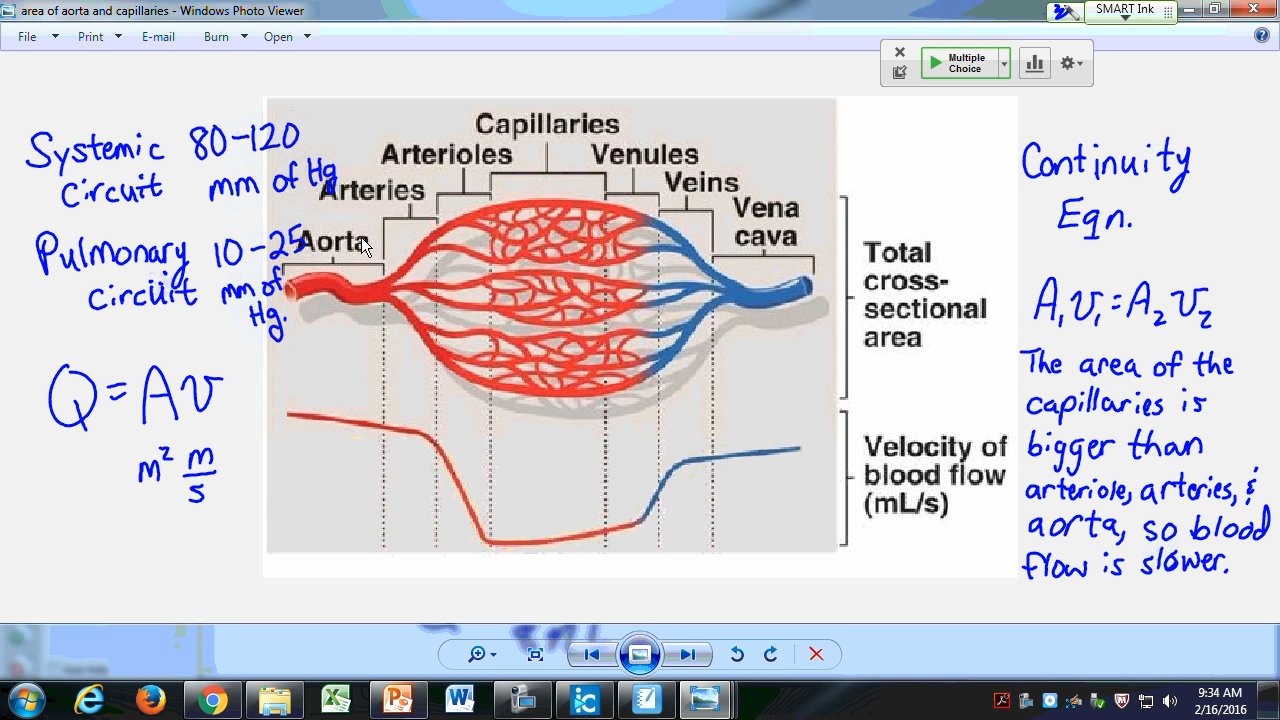 area of aorta and capillaries - Windows Photo Viewer
SMART Ink
File Print E-mail Burn Open
Multiple
Choice
Systemic 80-120
circuit mm of Hg
Pulmonary 10-25
circuit mm of
Hg.
Q = Av
m² m/s
Capillaries
Arterioles Venules
Arteries Veins
Aorta Vena
cava
Total
cross-
sectional
area
Velocity of
blood flow
(mL/s)
Continuity
Eqn.
A₁v₁ = A₂v₂
The area of the
capillaries is
bigger than
arteriole, arteries, &
aorta, so blood
flow is slower.
9:34 AM
2/16/2016